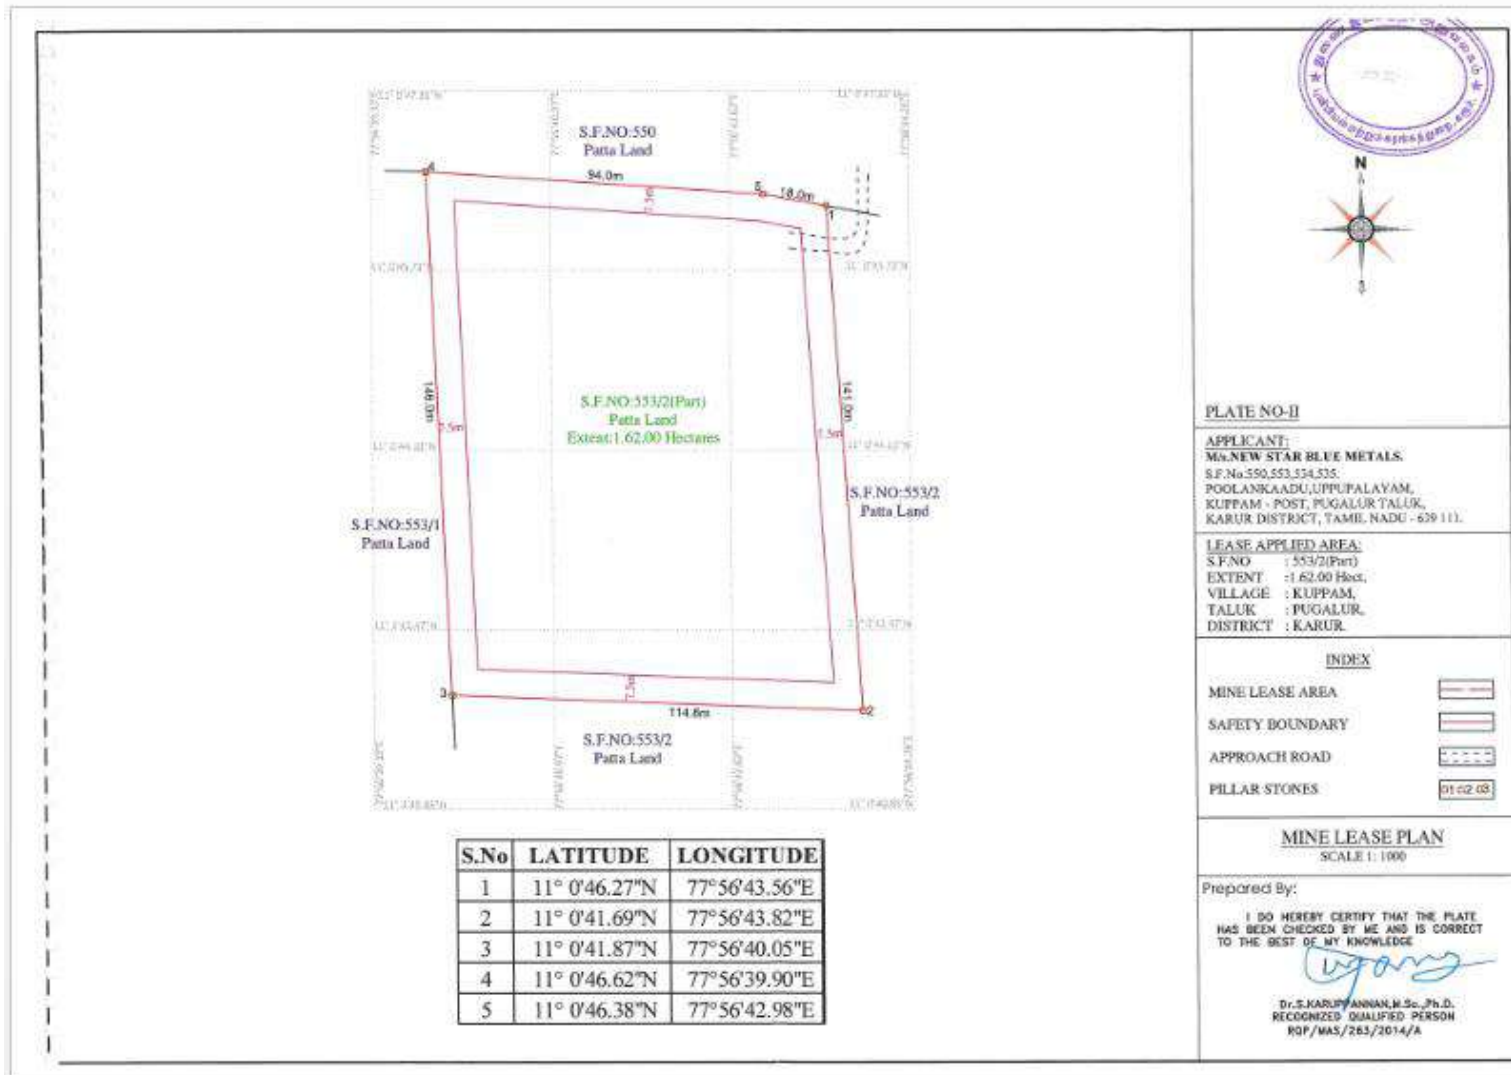 S.F.NO:550
Patta Land
4
94.0m
5
18.0m
1
7.5m
148.0m
7.5m
S.F.NO:553/2(Part)
Patta Land
Extent:1.62.00 Hectares
141.0m
7.5m
S.F.NO:553/2
Patta Land
S.F.NO:553/1
Patta Land
3
7.5m
114.6m
2
S.F.NO:553/2
Patta Land
S.No LATITUDE LONGITUDE
1 11° 0'46.27"N 77°56'43.56"E
2 11° 0'41.69"N 77°56'43.82"E
3 11° 0'41.87"N 77°56'40.05"E
4 11° 0'46.62"N 77°56'39.90"E
5 11° 0'46.38"N 77°56'42.98"E
N
S
PLATE NO-II
APPLICANT:
M/s.NEW STAR BLUE METALS.
S.F.No:550,553,534,535.
POOLANKAADU,UPPUPALAYAM,
KUPPAM - POST, PUGALUR TALUK,
KARUR DISTRICT, TAMIL NADU - 639 111.
LEASE APPLIED AREA:
S.F.NO : 553/2(Part)
EXTENT :1.62.00 Hect,
VILLAGE : KUPPAM,
TALUK : PUGALUR,
DISTRICT : KARUR.
INDEX
MINE LEASE AREA
SAFETY BOUNDARY
APPROACH ROAD
PILLAR STONES 01 02 03
MINE LEASE PLAN
SCALE 1: 1000
Prepared By:
I DO HEREBY CERTIFY THAT THE PLATE
HAS BEEN CHECKED BY ME AND IS CORRECT
TO THE BEST OF MY KNOWLEDGE
Dr.S.KARUPPANNAN,M.Sc.,Ph.D.
RECOGNIZED QUALIFIED PERSON
RQP/MAS/263/2014/A